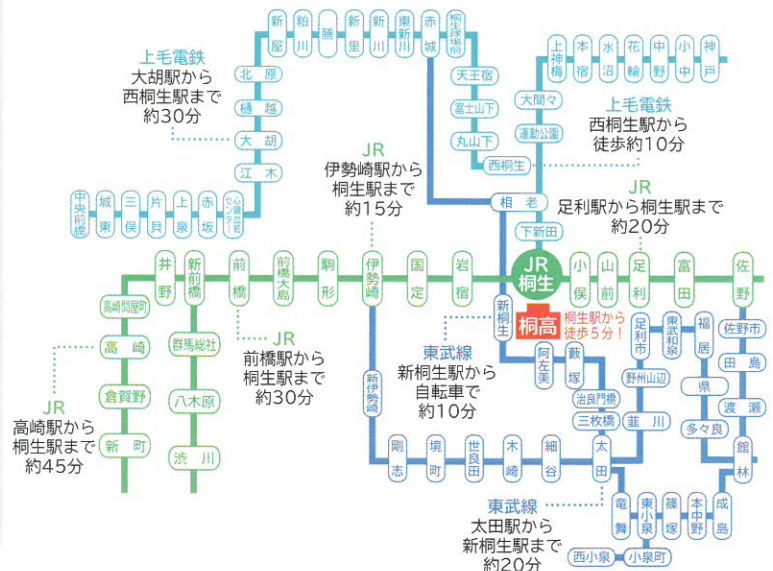 新屋
粕川
膳
新里
新川
東新川
赤城
桐生球場前
上毛電鉄
大胡駅から
西桐生駅まで
約30分
北原
樋越
大胡
江木
中央前橋
城東
三俣
片貝
上泉
赤坂
心臓血管センター
天王宿
富士山下
丸山下
西桐生
上神梅
本宿
水沼
花輪
中野
小中
神戸
大間々
運動公園
上毛電鉄
西桐生駅から
徒歩約10分
相老
下新田
JR
伊勢崎駅から
桐生駅まで
約15分
JR
足利駅から桐生駅まで
約20分
井野
新前橋
前橋
前橋大島
駒形
伊勢崎
国定
岩宿
JR
桐生
小俣
山前
足利
富田
佐野
高崎問屋町
高崎
倉賀野
新町
群馬総社
八木原
渋川
JR
前橋駅から
桐生駅まで
約30分
JR
高崎駅から
桐生駅まで
約45分
新桐生
桐高
桐生駅から
徒歩5分!
東武線
新桐生駅から
自転車で
約10分
阿左美
藪塚
治良門橋
三枚橋
足利市
東武和泉
福居
佐野市
田島
渡瀬
館林
野州山辺
韮川
県
多々良
新伊勢崎
剛志
境町
世良田
木崎
細谷
太田
東武線
太田駅から
新桐生駅まで
約20分
竜舞
東小泉
篠塚
本中野
成島
西小泉
小泉町